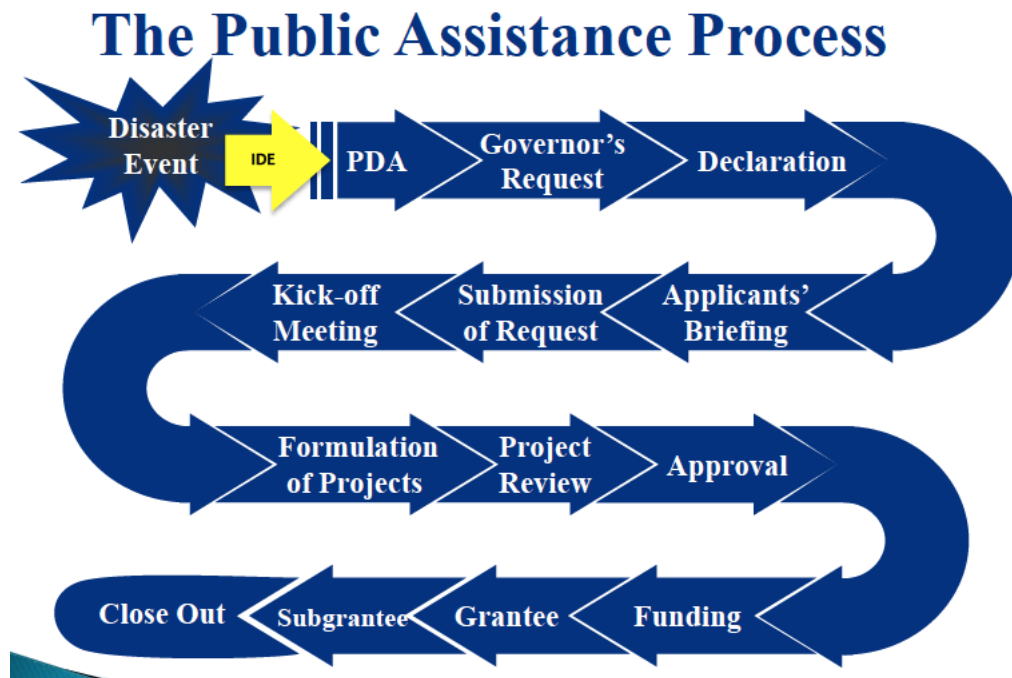 The Public Assistance Process
Disaster
Event
IDE
PDA
Governor's
Request
Declaration
Applicants'
Briefing
Submission
of Request
Kick-off
Meeting
Formulation
of Projects
Project
Review
Approval
Funding
Grantee
Subgrantee
Close Out